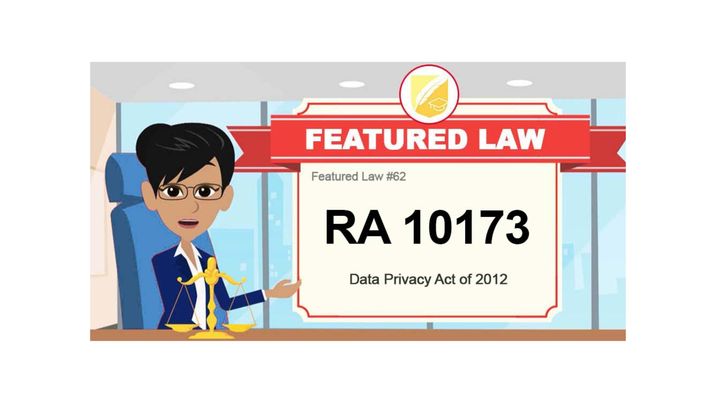 FEATURED LAW
Featured Law #62
RA 10173
Data Privacy Act of 2012